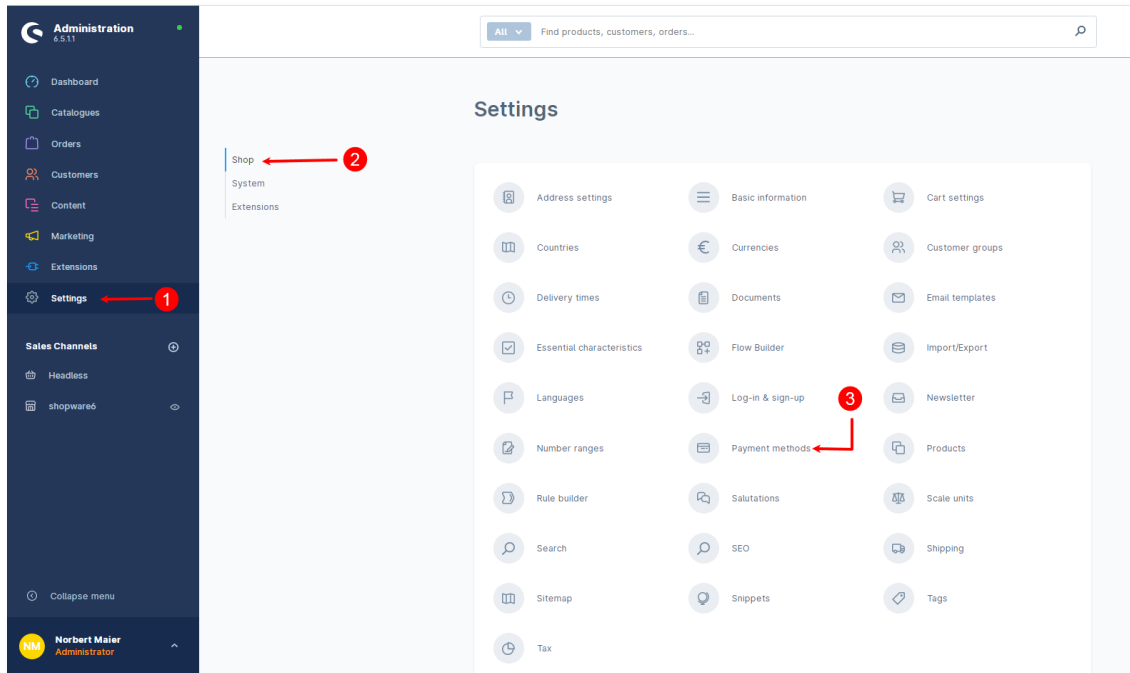 Administration
6.5.1.1
All
Find products, customers, orders...
Dashboard
Catalogues
Orders
Customers
Content
Marketing
Extensions
Settings
1
Sales Channels
Headless
shopware6
Collapse menu
NM
Norbert Maier
Administrator
Settings
Shop
2
System
Extensions
Address settings
Basic information
Cart settings
Countries
Currencies
Customer groups
Delivery times
Documents
Email templates
Essential characteristics
Flow Builder
Import/Export
Languages
Log-in & sign-up
3
Newsletter
Number ranges
Payment methods
Products
Rule builder
Salutations
Scale units
Search
SEO
Shipping
Sitemap
Snippets
Tags
Tax